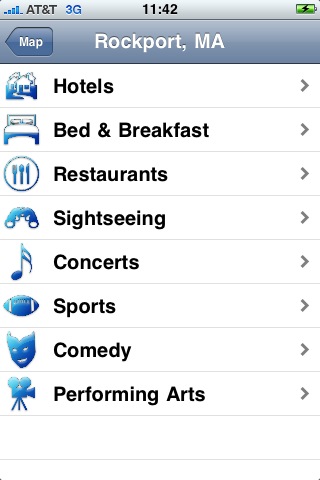 AT&T 3G 11:42
Map Rockport, MA
Hotels
Bed & Breakfast
Restaurants
Sightseeing
Concerts
Sports
Comedy
Performing Arts